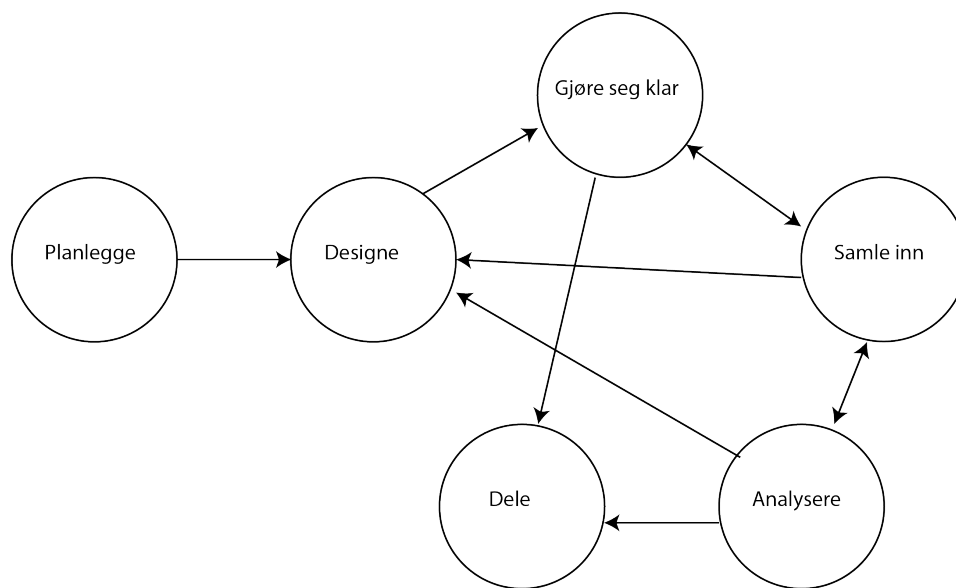 Gjøre seg klar
Planlegge
Designe
Samle inn
Dele
Analysere